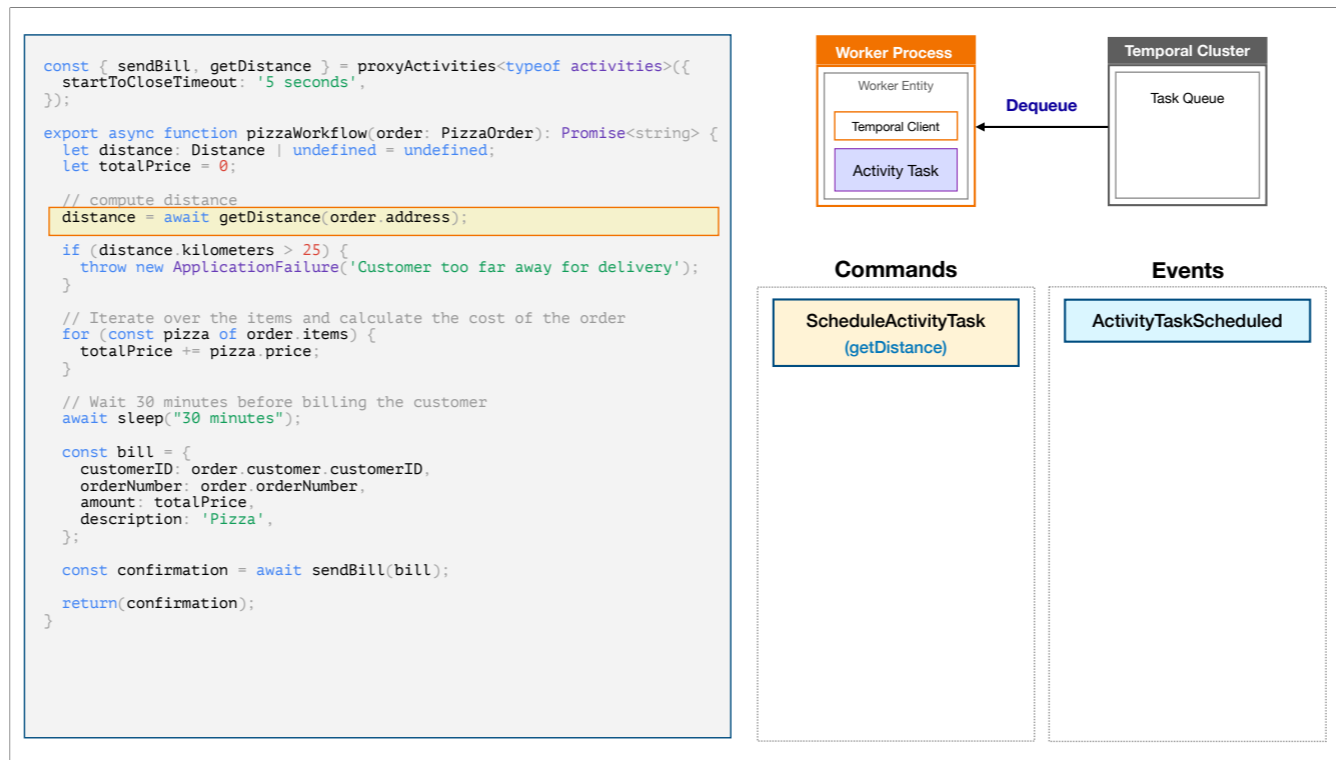 const { sendBill, getDistance } = proxyActivities<typeof activities>({
  startToCloseTimeout: '5 seconds',
});
export async function pizzaWorkflow(order: PizzaOrder): Promise<string> {
  let distance: Distance | undefined = undefined;
  let totalPrice = 0;
  // compute distance
  distance = await getDistance(order.address);
  if (distance.kilometers > 25) {
    throw new ApplicationFailure('Customer too far away for delivery');
  }
  // Iterate over the items and calculate the cost of the order
  for (const pizza of order.items) {
    totalPrice += pizza.price;
  }
  // Wait 30 minutes before billing the customer
  await sleep("30 minutes");
  const bill = {
    customerID: order.customer.customerID,
    orderNumber: order.orderNumber,
    amount: totalPrice,
    description: 'Pizza',
  };
  const confirmation = await sendBill(bill);
  return(confirmation);
}
Worker Process
Worker Entity
Temporal Client
Activity Task
Dequeue
Temporal Cluster
Task Queue
Commands
ScheduleActivityTask
(getDistance)
Events
ActivityTaskScheduled